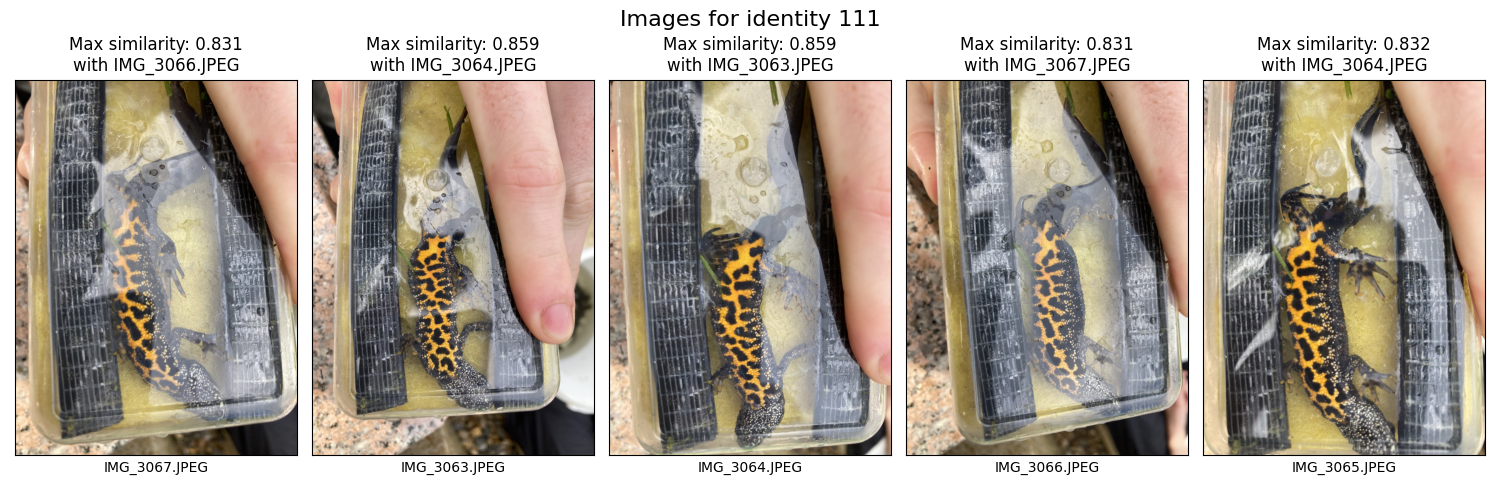 Images for identity 111
Max similarity: 0.831
with IMG_3066.JPEG
Max similarity: 0.859
with IMG_3064.JPEG
Max similarity: 0.859
with IMG_3063.JPEG
Max similarity: 0.831
with IMG_3067.JPEG
Max similarity: 0.832
with IMG_3064.JPEG
IMG_3067.JPEG
IMG_3063.JPEG
IMG_3064.JPEG
IMG_3066.JPEG
IMG_3065.JPEG